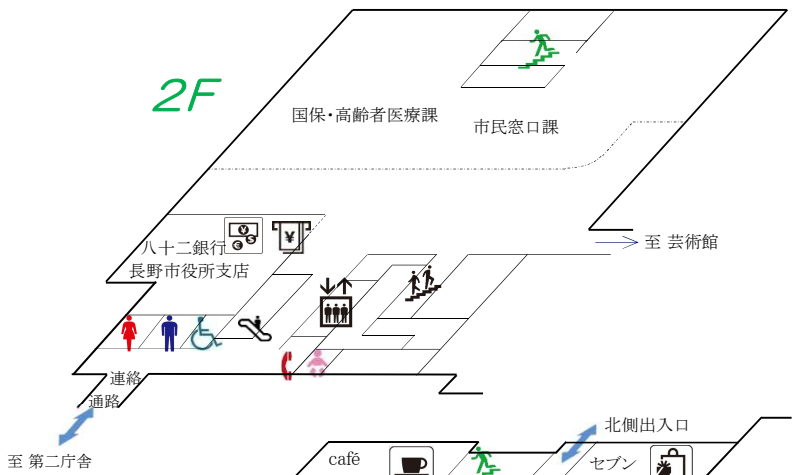 2F
国保・高齢者医療課
市民窓口課
八十二銀行
長野市役所支店
至 芸術館
連絡
通路
至 第二庁舎
北側出入口
café
セブン